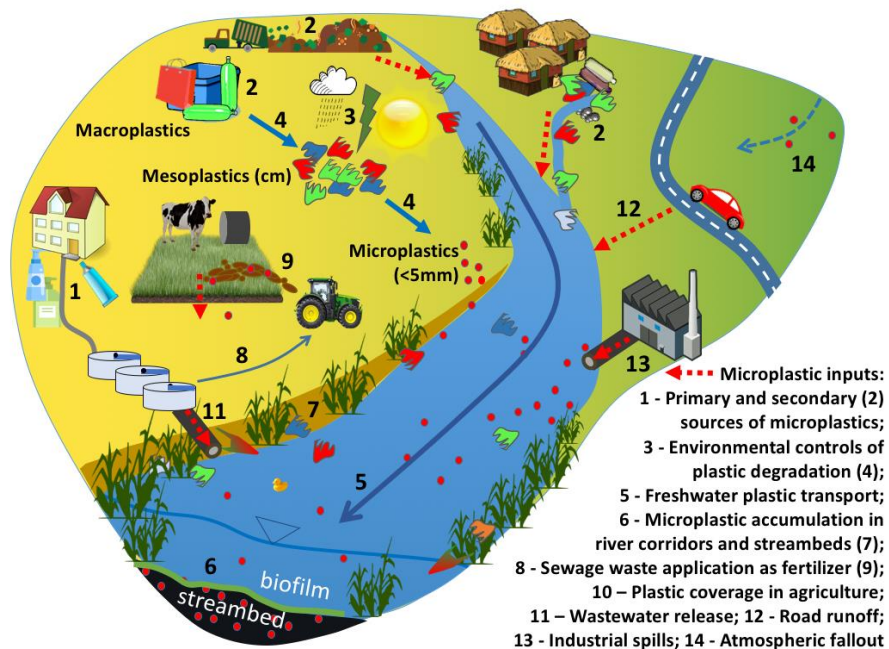 2
2
Macroplastics
4
3
Mesoplastics (cm)
4
Microplastics
(<5mm)
2
14
12
1
9
8
13
11
7
5
6
biofilm
streambed
Microplastic inputs:
1 - Primary and secondary (2)
sources of microplastics;
3 - Environmental controls of
plastic degradation (4);
5 - Freshwater plastic transport;
6 - Microplastic accumulation in
river corridors and streambeds (7);
8 - Sewage waste application as fertilizer (9);
10 – Plastic coverage in agriculture;
11 – Wastewater release; 12 - Road runoff;
13 - Industrial spills; 14 - Atmospheric fallout